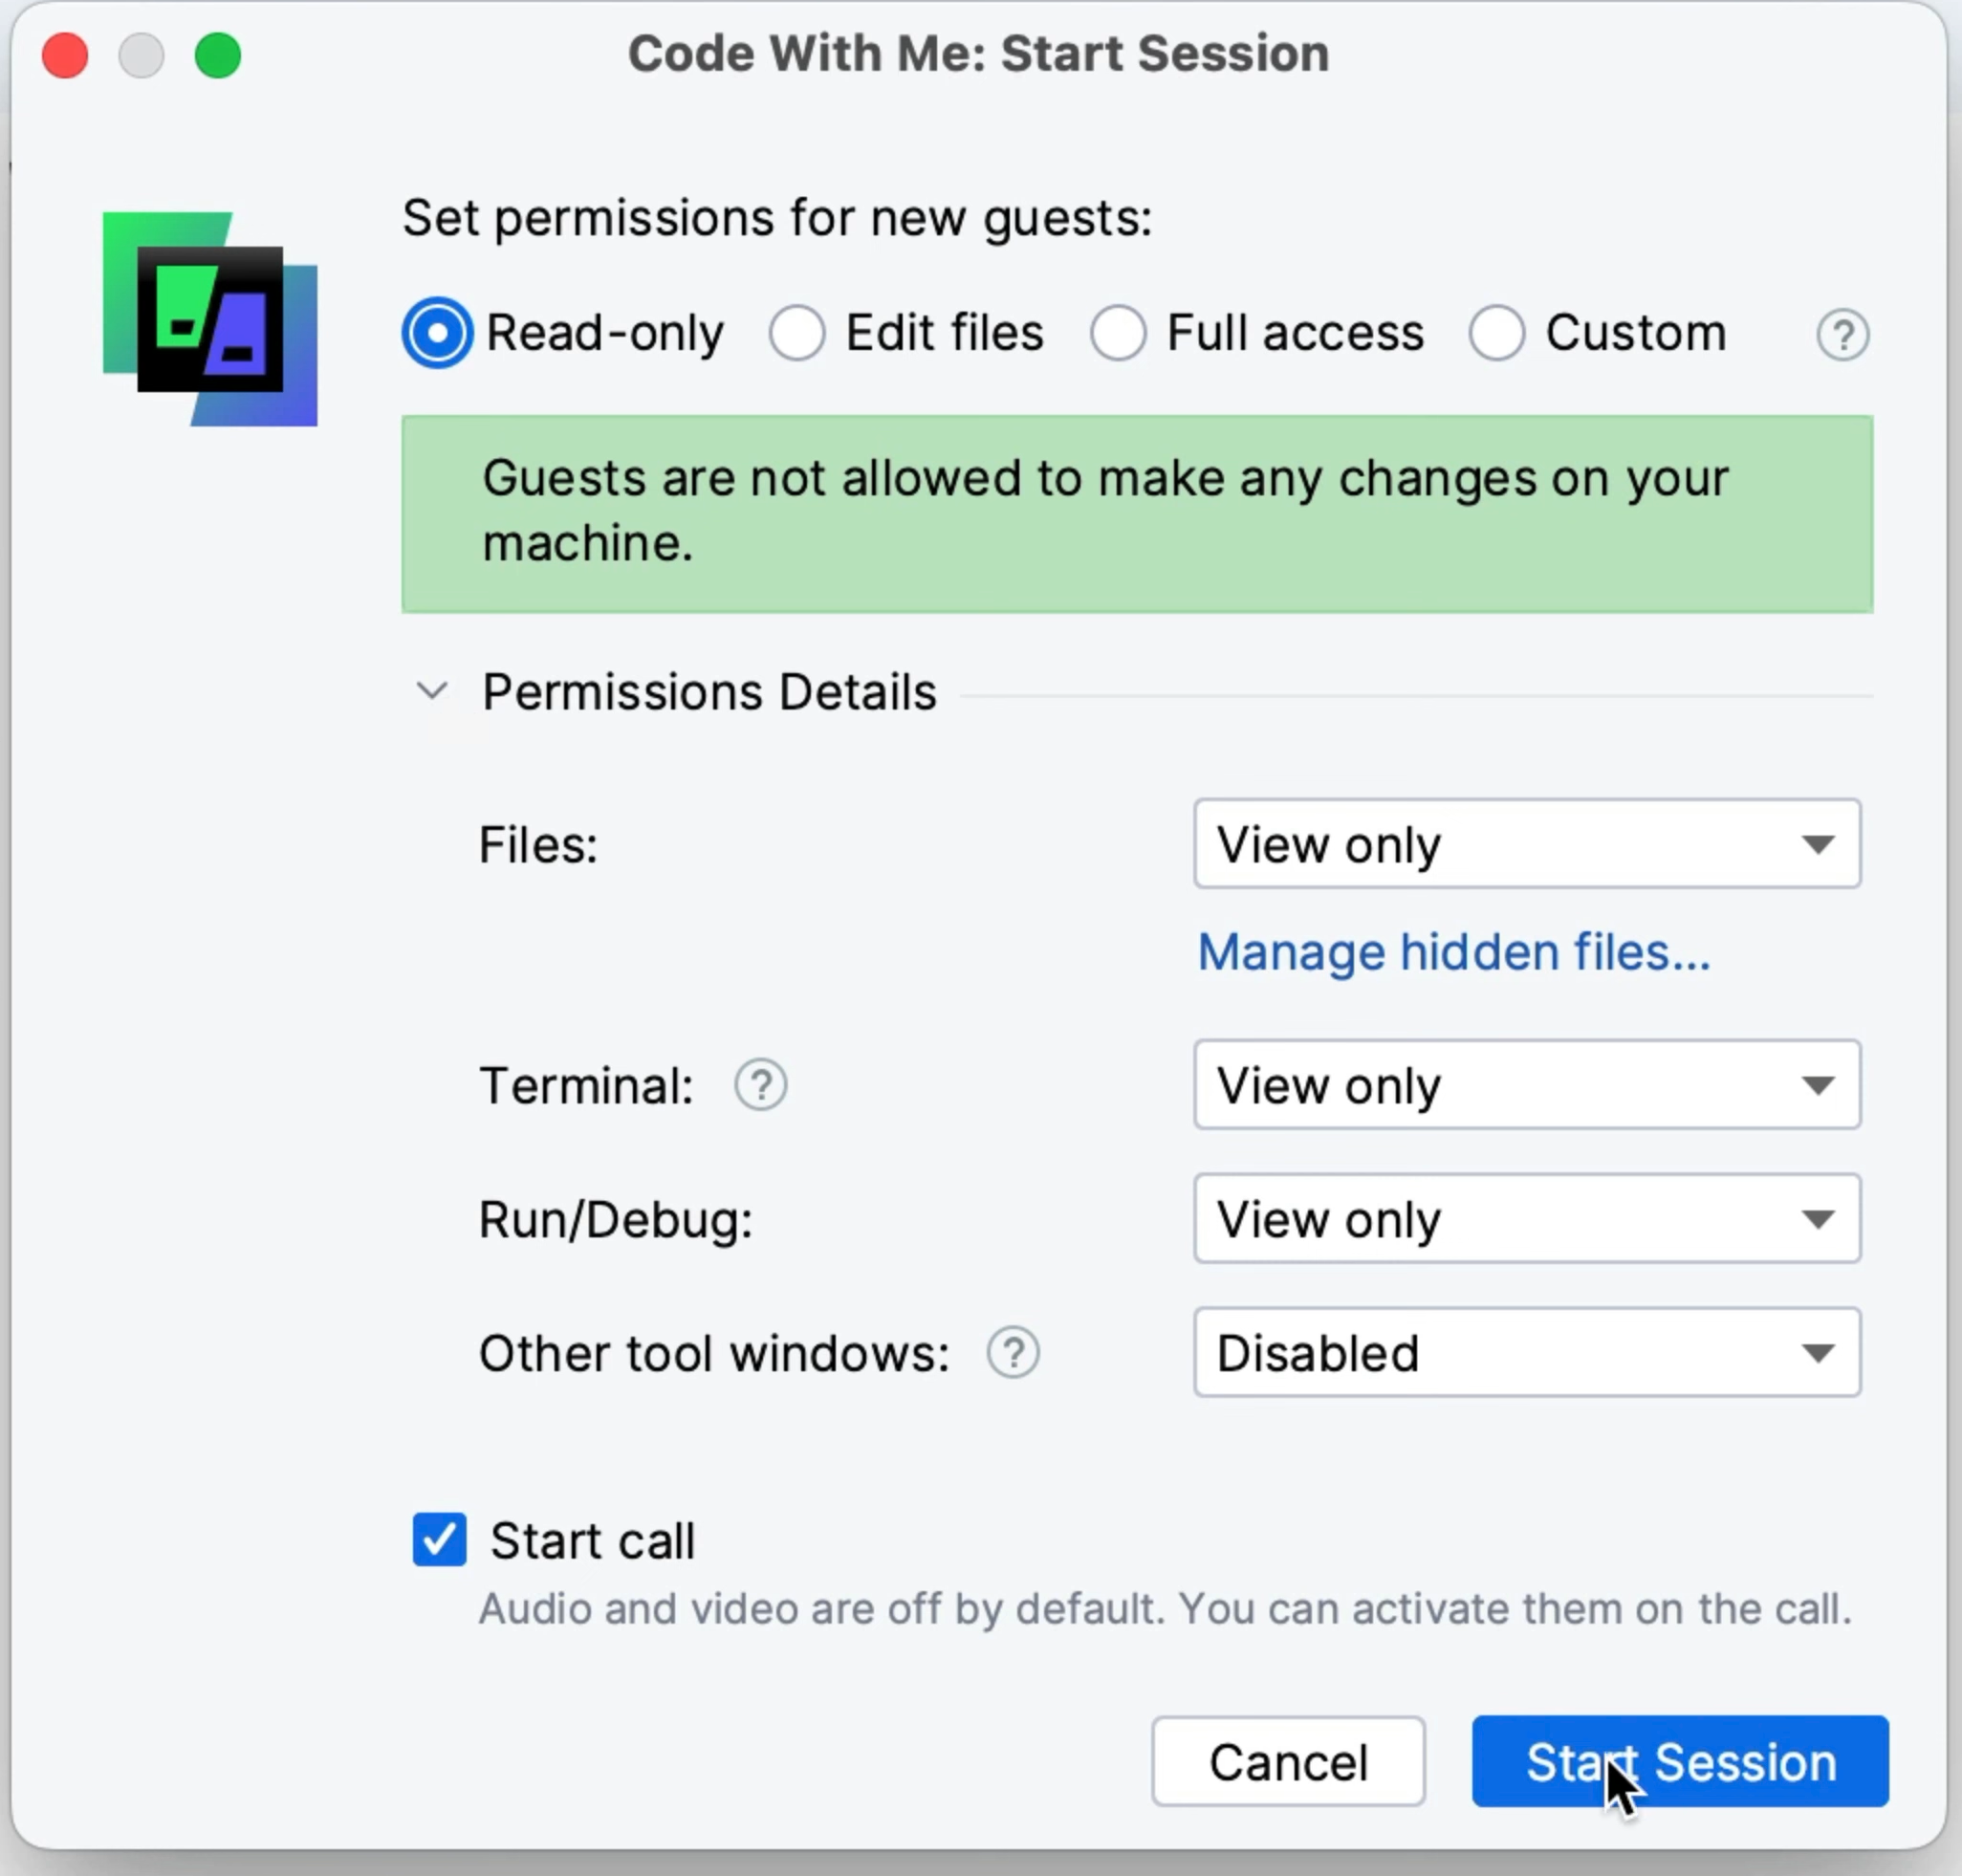 Code With Me: Start Session
Set permissions for new guests:
Read-only Edit files Full access Custom ?
Guests are not allowed to make any changes on your
machine.
Permissions Details
Files: View only
Manage hidden files...
Terminal: ? View only
Run/Debug: View only
Other tool windows: ? Disabled
Start call
Audio and video are off by default. You can activate them on the call.
Cancel Start Session